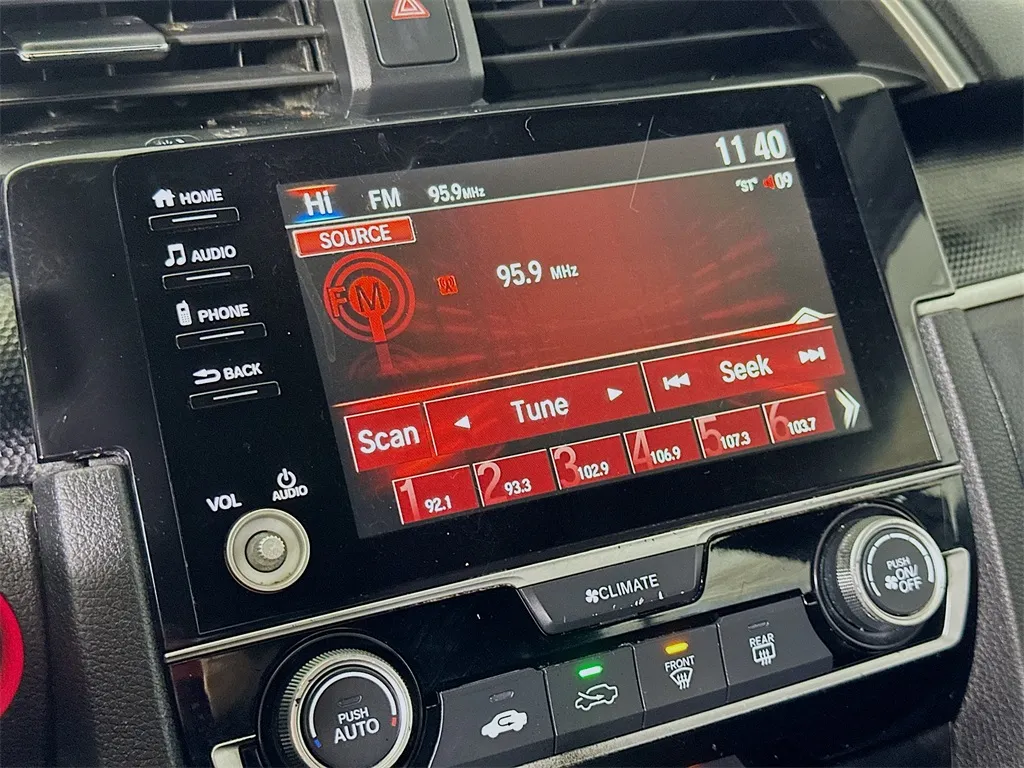 11 40
Hi FM 95.9MHz
"ST" 09
HOME
SOURCE
AUDIO
FM
95.9 MHz
PHONE
BACK
Scan
Tune
Seek
1 92.1
2 93.3
3 102.9
4 106.9
5 107.3
6 103.7
VOL
AUDIO
CLIMATE
PUSH
ON/
OFF
PUSH
AUTO
FRONT
REAR